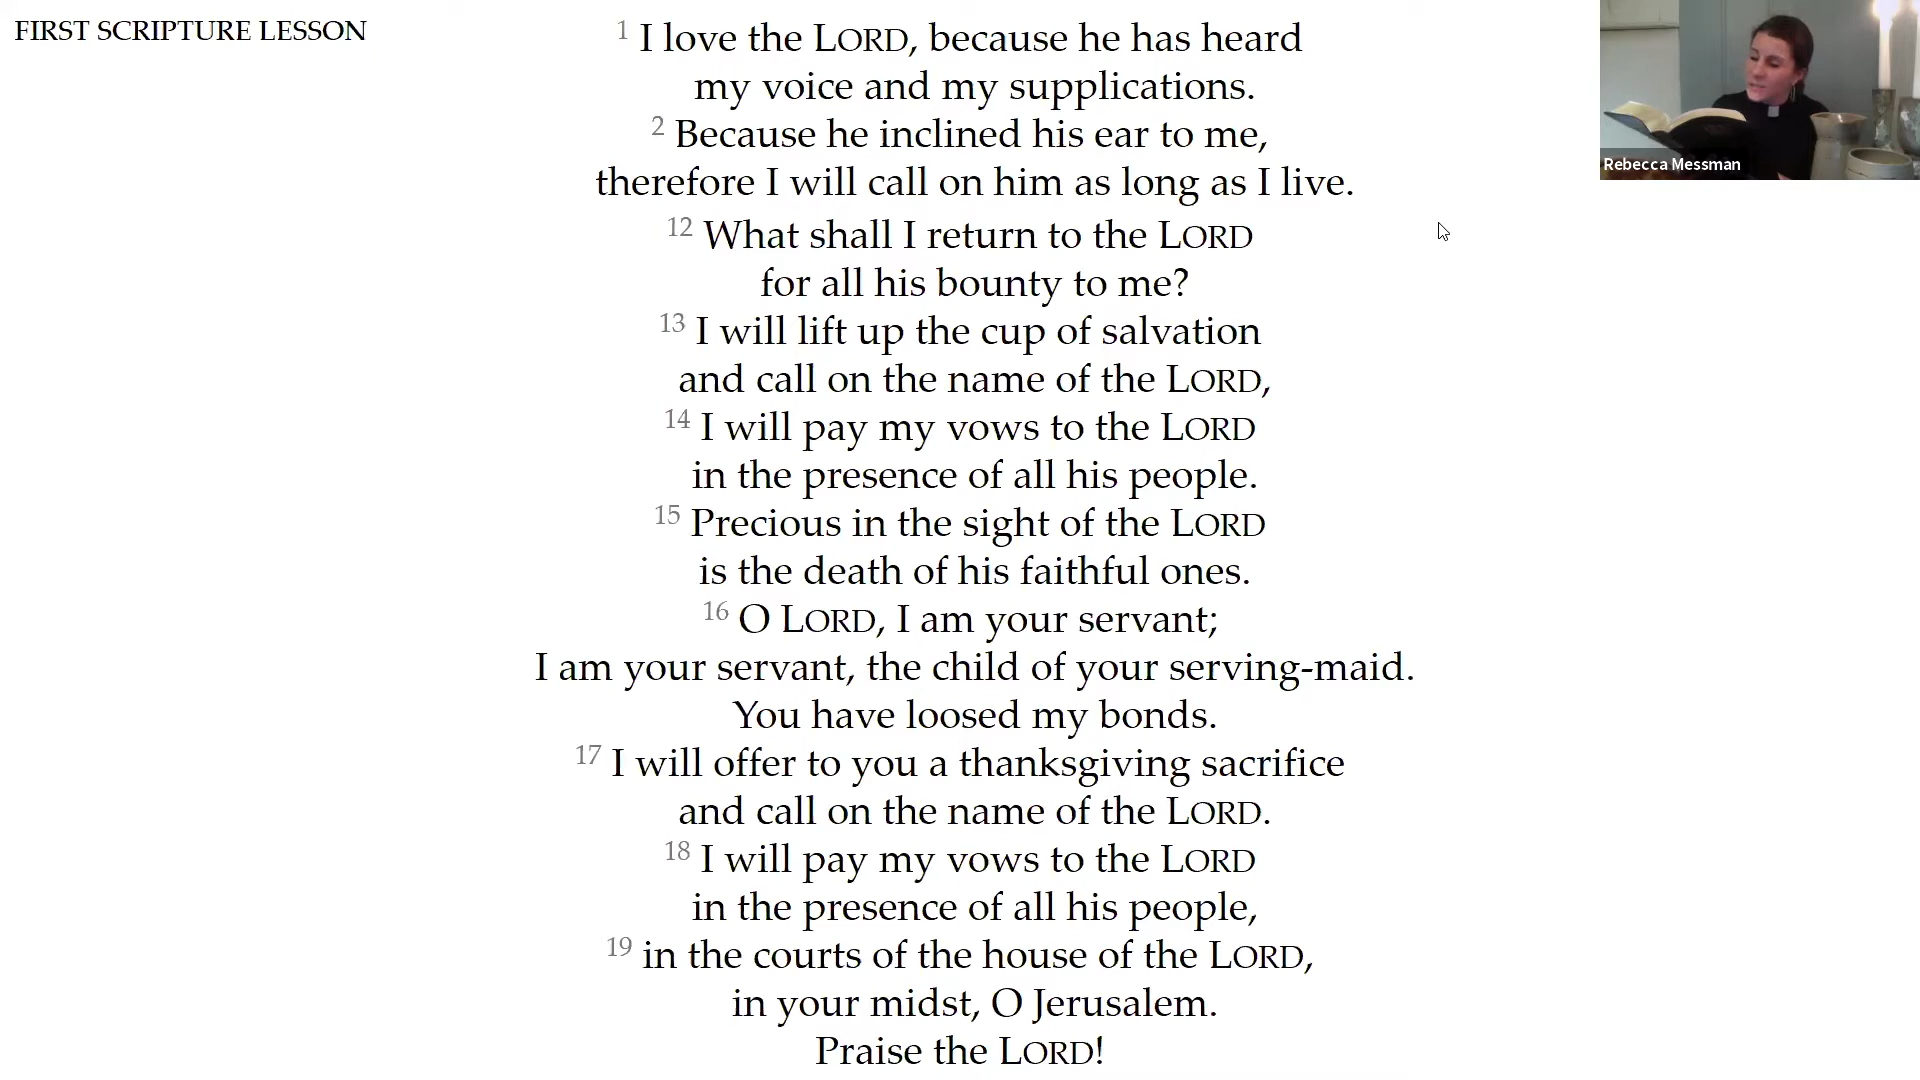 FIRST SCRIPTURE LESSON
1 I love the LORD, because he has heard
my voice and my supplications.
2 Because he inclined his ear to me,
therefore I will call on him as long as I live.
12 What shall I return to the LORD
for all his bounty to me?
13 I will lift up the cup of salvation
and call on the name of the LORD,
14 I will pay my vows to the LORD
in the presence of all his people.
15 Precious in the sight of the LORD
is the death of his faithful ones.
16 O LORD, I am your servant;
I am your servant, the child of your serving-maid.
You have loosed my bonds.
17 I will offer to you a thanksgiving sacrifice
and call on the name of the LORD.
18 I will pay my vows to the LORD
in the presence of all his people,
19 in the courts of the house of the LORD,
in your midst, O Jerusalem.
Praise the LORD!
Rebecca Messman